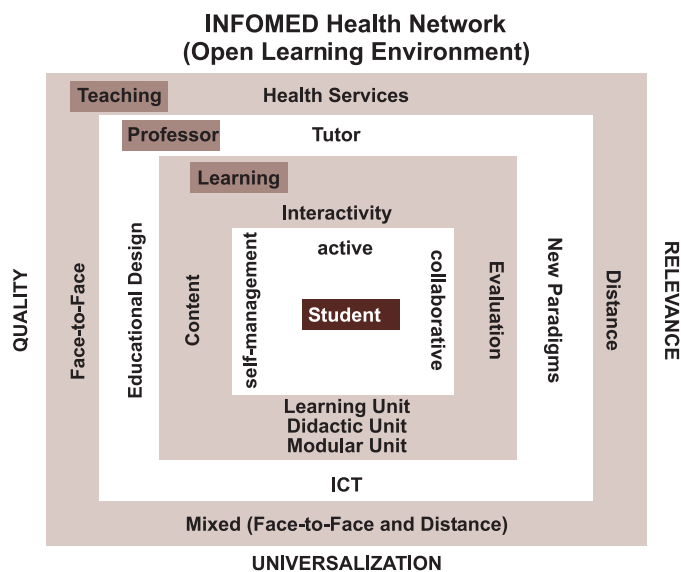 INFOMED Health Network
(Open Learning Environment)
Teaching
Health Services
Professor
Tutor
Learning
Interactivity
active
QUALITY
Face-to-Face
Educational Design
Content
self-management
Student
collaborative
Evaluation
New Paradigms
Distance
RELEVANCE
Learning Unit
Didactic Unit
Modular Unit
ICT
Mixed (Face-to-Face and Distance)
UNIVERSALIZATION